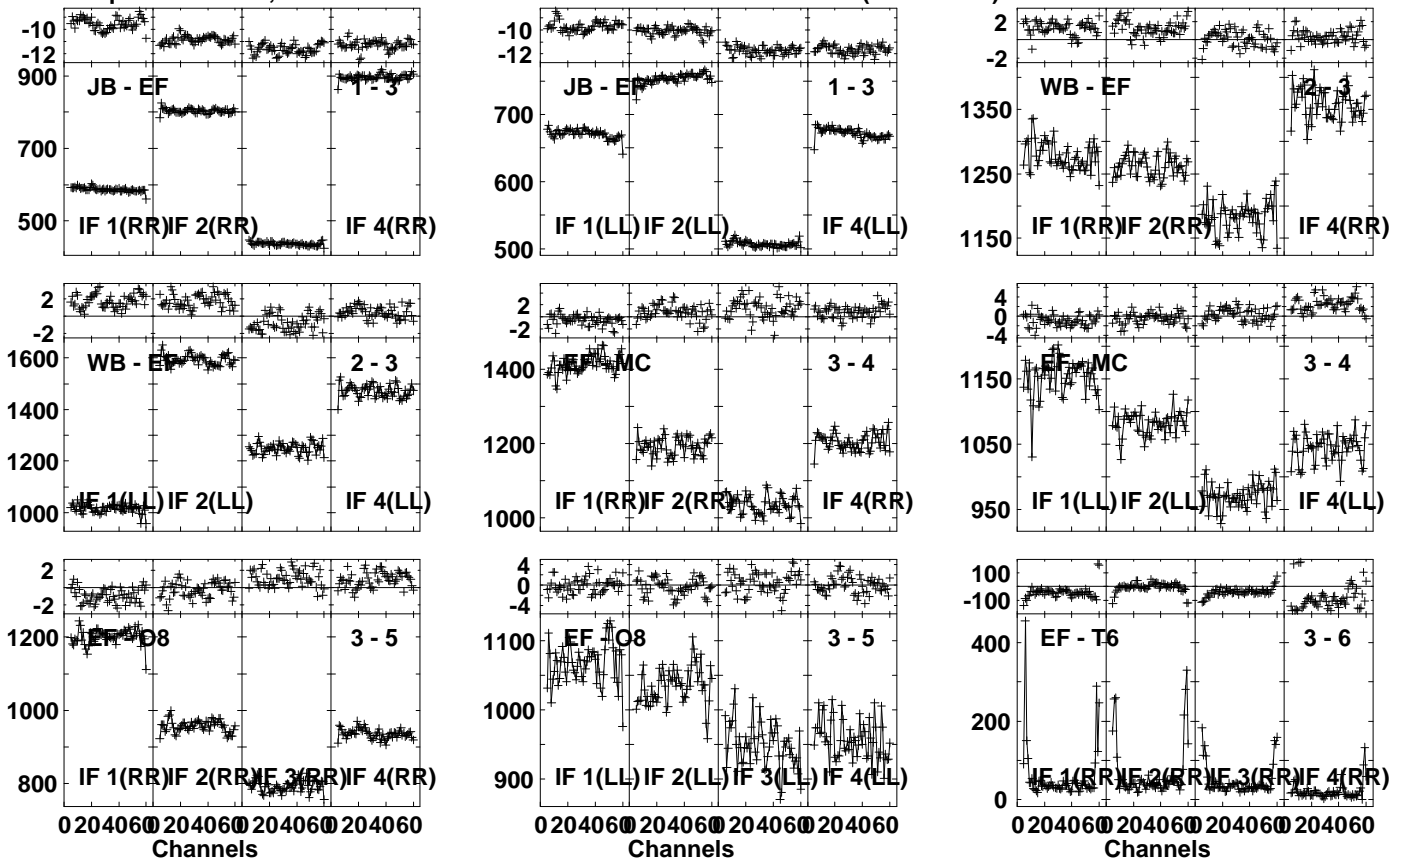 -10
-12
900
700
500
JB - EF
1 - 3
IF 1(RR)
IF 2(RR)
IF 4(RR)
-10
-12
700
600
500
JB - EF
1 - 3
IF 1(LL)
IF 2(LL)
IF 4(LL)
2
-2
1350
1250
1150
WB - EF
2 - 3
IF 1(RR)
IF 2(RR)
IF 4(RR)
2
-2
1600
1400
1200
1000
WB - EF
2 - 3
IF 1(LL)
IF 2(LL)
IF 4(LL)
2
-2
1400
1200
1000
EF - MC
3 - 4
IF 1(RR)
IF 2(RR)
IF 4(RR)
4
0
-4
1150
1050
950
EF - MC
3 - 4
IF 1(LL)
IF 2(LL)
IF 4(LL)
2
-2
1200
1000
800
EF - O8
3 - 5
IF 1(RR)
IF 2(RR)
IF 3(RR)
IF 4(RR)
0 204060
0 204060
0 204060
0 204060
Channels
4
0
-4
1100
1000
900
EF - O8
3 - 5
IF 1(LL)
IF 2(LL)
IF 3(LL)
IF 4(LL)
0 204060
0 204060
0 204060
0 204060
Channels
100
-100
400
200
0
EF - T6
3 - 6
IF 1(RR)
IF 2(RR)
IF 3(RR)
IF 4(RR)
0 204060
0 204060
0 204060
0 204060
Channels